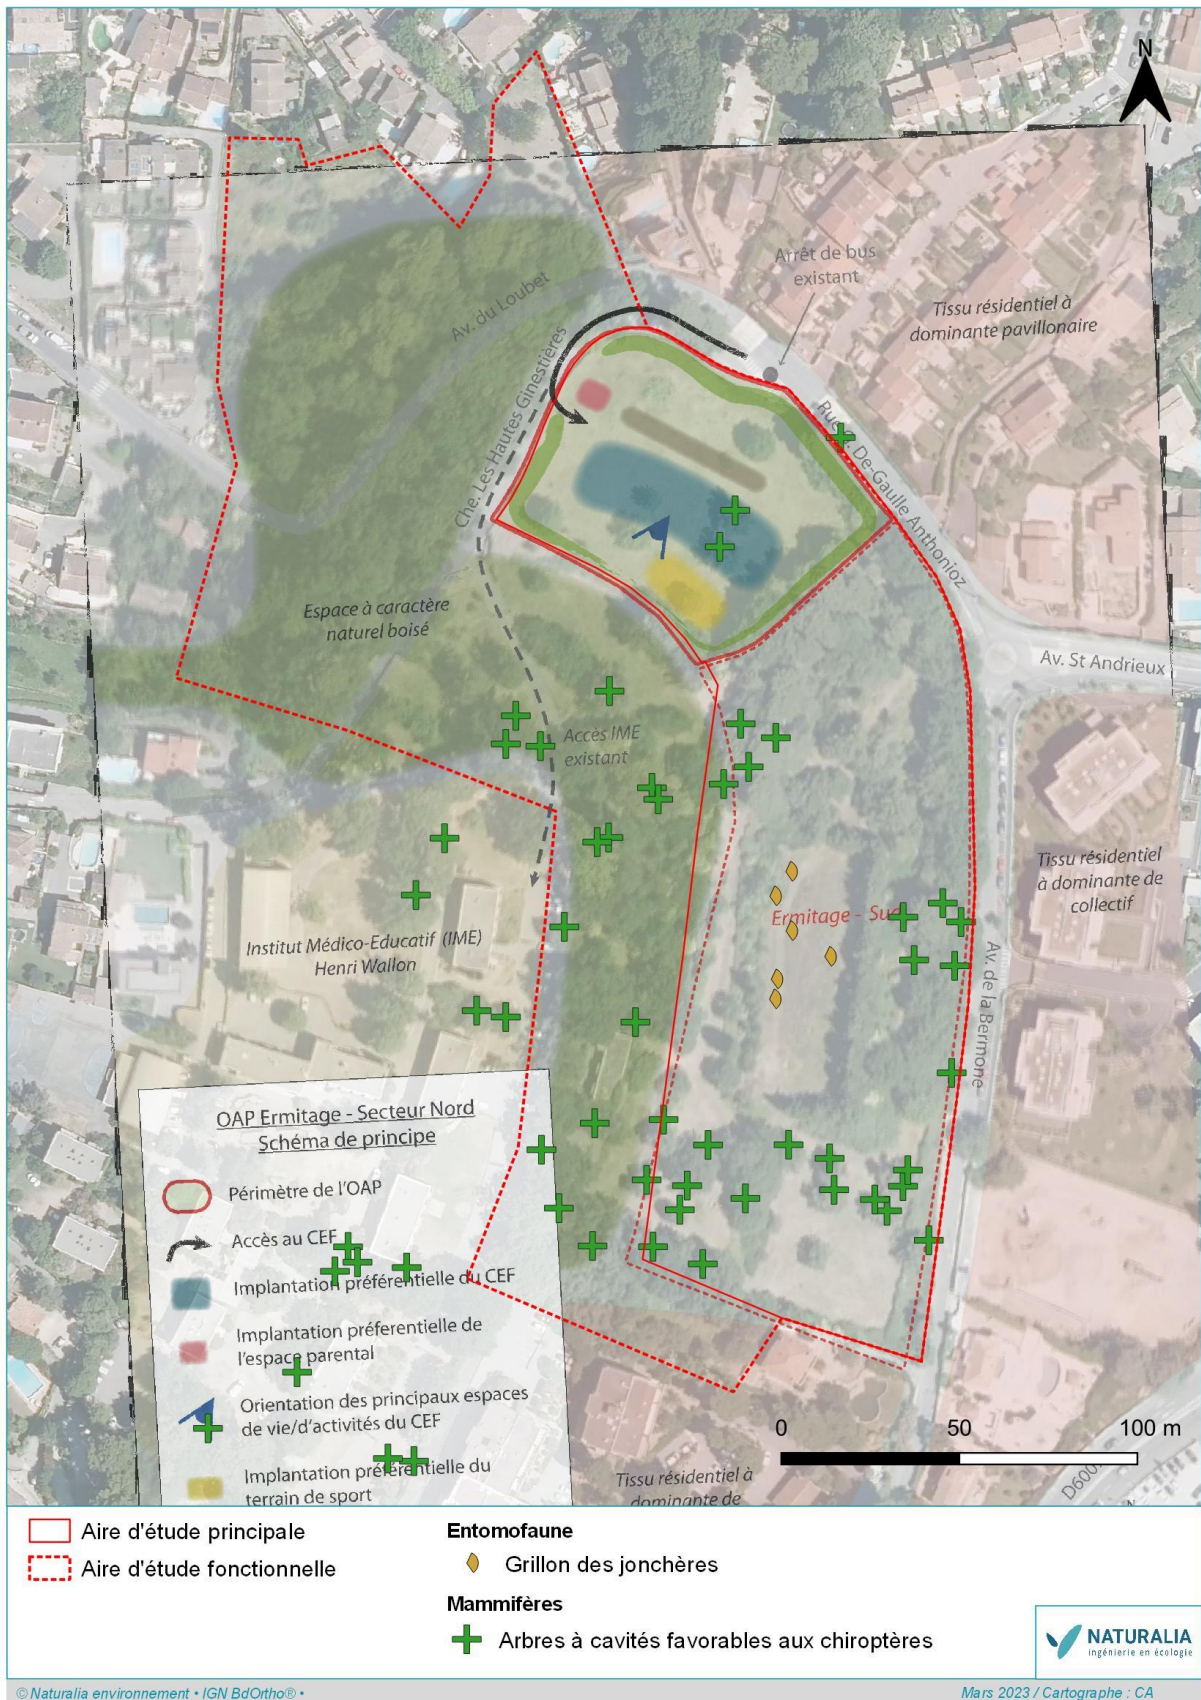 N
Arrêt de bus
existant
Tissu résidentiel à
dominante pavillonaire
Av. du Loubet
Che. Les Hautes Ginestières
Rue G. De-Gaulle Anthonioz
Espace à caractère
naturel boisé
Av. St Andrieux
Accès IME
existant
Tissu résidentiel
à dominante de
collectif
Ermitage - Sud
Institut Médico-Educatif (IME)
Henri Wallon
Av. de la Bermone
OAP Ermitage - Secteur Nord
Schéma de principe
Périmètre de l'OAP
Accès au CEF
Implantation préférentielle du CEF
Implantation préferentielle de
l'espace parental
Orientation des principaux espaces
de vie/d'activités du CEF
Implantation préférentielle du
terrain de sport
0 50 100 m
Tissu résidentiel à
dominante de
Aire d'étude principale
Aire d'étude fonctionnelle
Entomofaune
Grillon des jonchères
Mammifères
Arbres à cavités favorables aux chiroptères
NATURALIA
ingénierie en écologie
© Naturalia environnement • IGN BdOrtho® •
Mars 2023 / Cartographe : CA